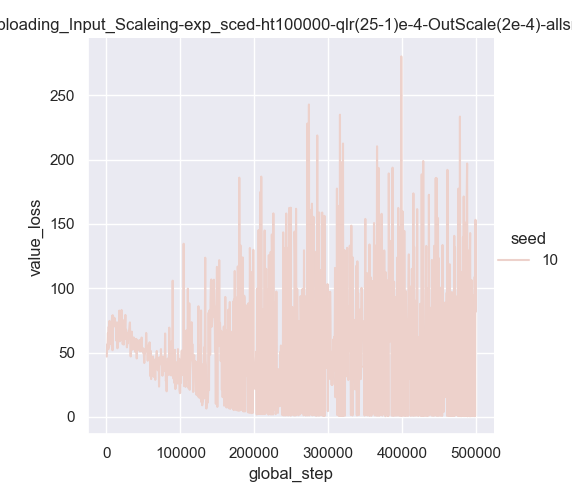 ploading_Input_Scaleing-exp_sced-ht100000-qlr(25-1)e-4-OutScale(2e-4)-alls
250
200
150
100
50
0
value_loss
0 100000 200000 300000 400000 500000
global_step
seed
10